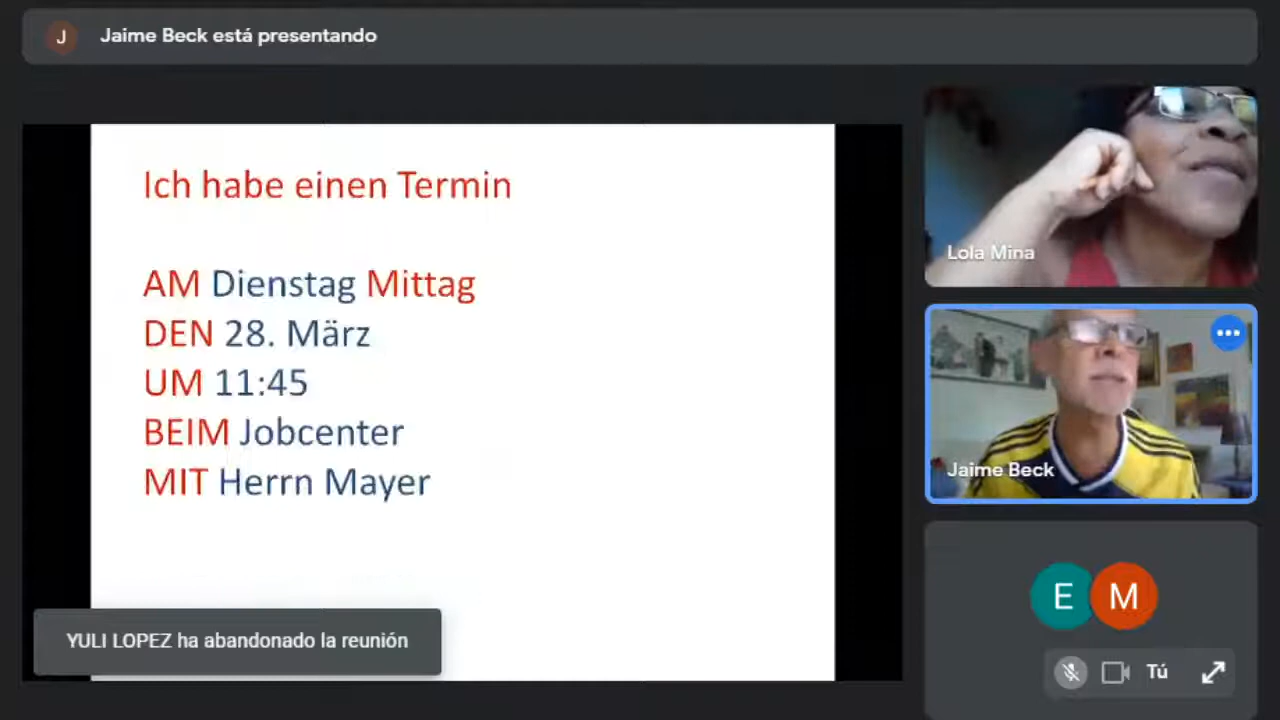 J Jaime Beck está presentando
Ich habe einen Termin
AM Dienstag Mittag
DEN 28. März
UM 11:45
BEIM Jobcenter
MIT Herrn Mayer
YULI LOPEZ ha abandonado la reunión
Lola Mina
Jaime Beck
E M
Tú